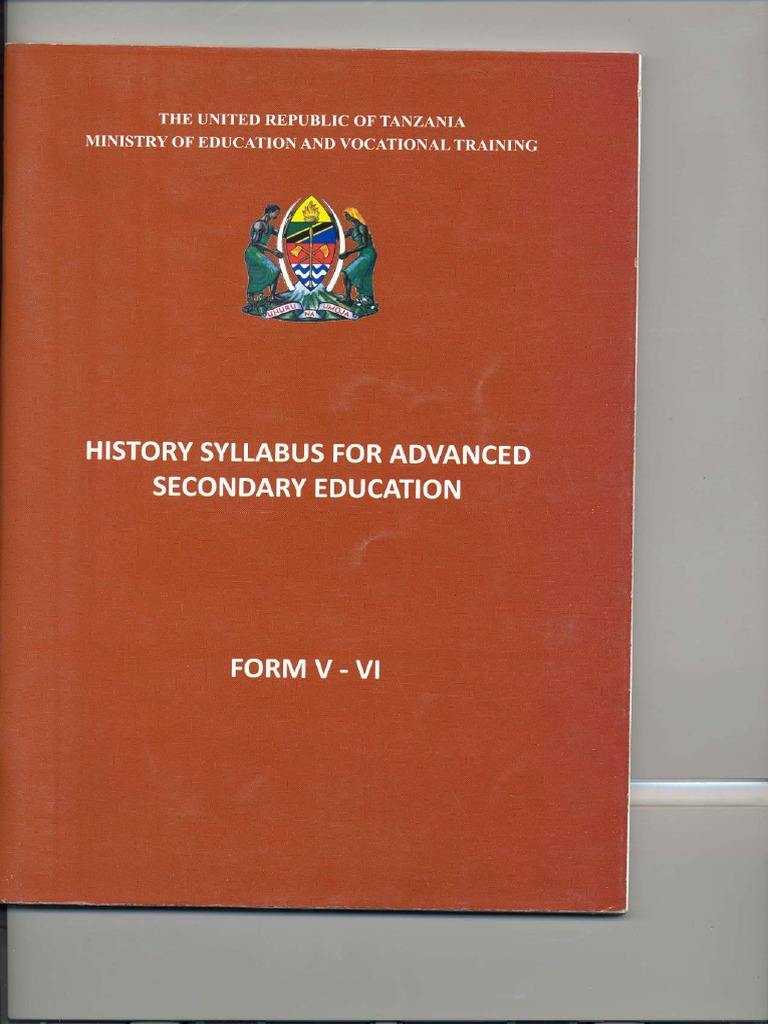 THE UNITED REPUBLIC OF TANZANIA
MINISTRY OF EDUCATION AND VOCATIONAL TRAINING
UHURU NA UMOJA
HISTORY SYLLABUS FOR ADVANCED
SECONDARY EDUCATION
FORM V - VI